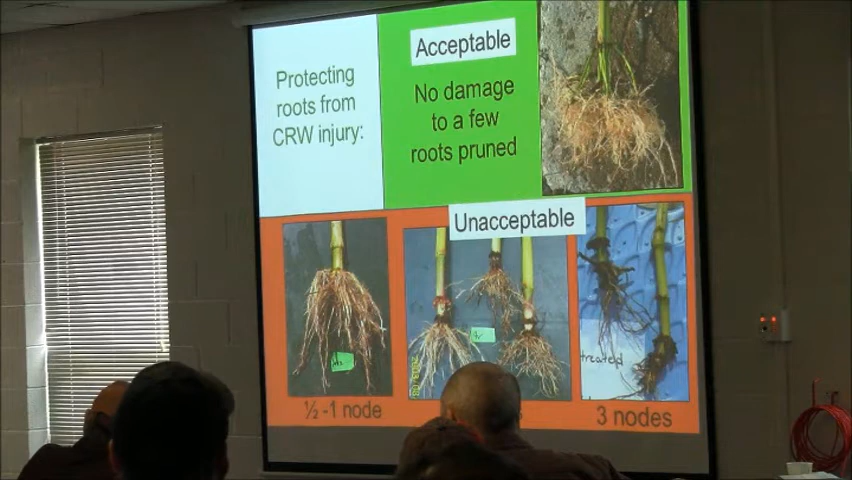 Protecting
roots from
CRW injury:
Acceptable
No damage
to a few
roots pruned
Unacceptable
treated
½ -1 node
3 nodes